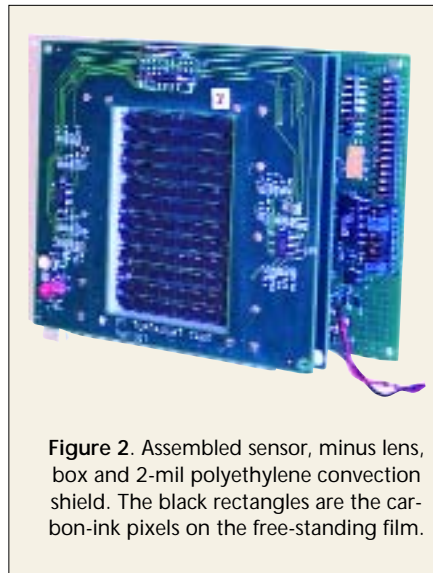 7
Figure 2. Assembled sensor, minus lens,
box and 2-mil polyethylene convection
shield. The black rectangles are the car-
bon-ink pixels on the free-standing film.